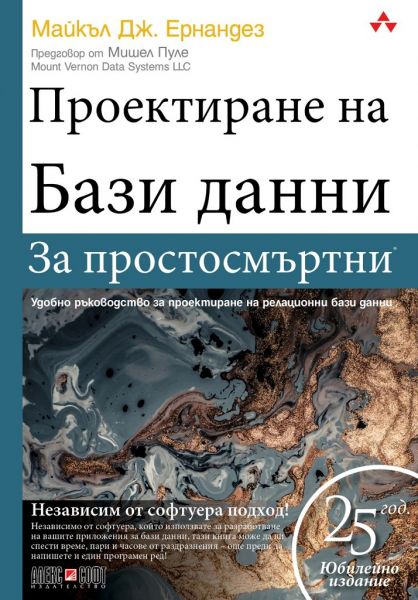 Майкъл Дж. Ернандез
Предговор от Мишел Пуле
Mount Vernon Data Systems LLC
Проектиране на
Бази данни
За простосмъртни®
Удобно ръководство за проектиране на релационни бази данни
Независим от софтуера подход!
Независимо от софтуера, който използвате за разработване
на вашите приложения за бази данни, тази книга може да ви
спести време, пари и часове от раздразнения – още преди да
напишете и един програмен ред!
25 год.
Юбилейно
издание
АЛЕКС СОФТ
ИЗДАТЕЛСТВО